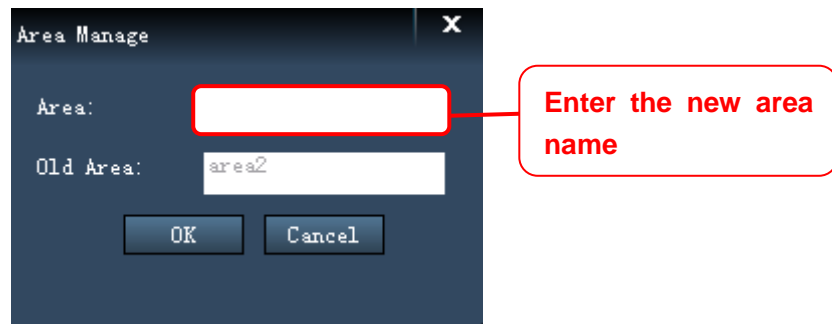 Area Manage
X
Area:
Enter the new area
name
Old Area:
area2
OK
Cancel